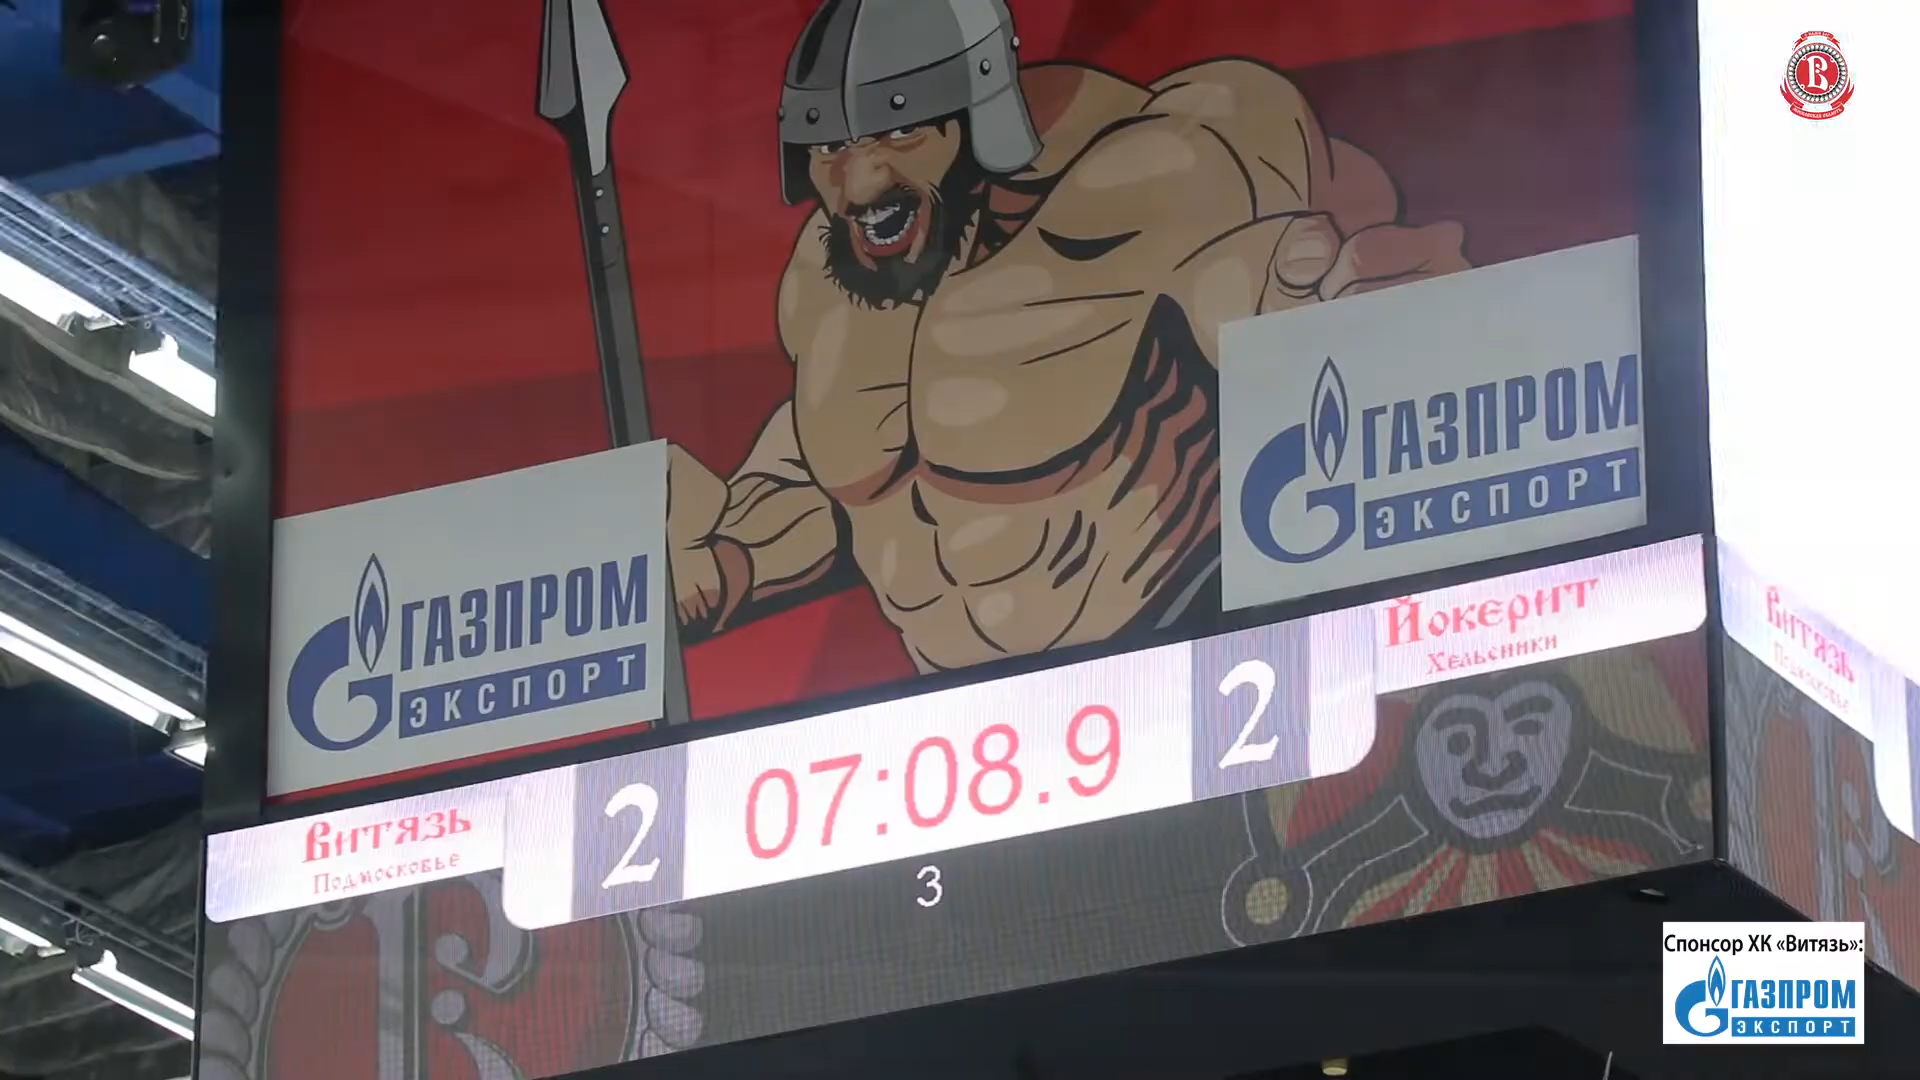 В
ГАЗПРОМ
ЭКСПОРТ
ГАЗПРОМ
ЭКСПОРТ
Йокерит
Хельсинки
2
07:08.9
2
Витязь
Подмосковье
3
Витязь
Подмосковье
Спонсор ХК «Витязь»:
ГАЗПРОМ
ЭКСПОРТ